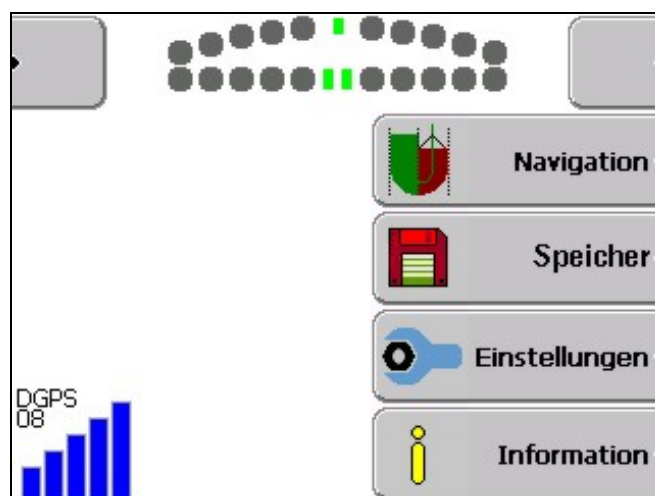 Navigation
Speicher
Einstellungen
DGPS
08
Information